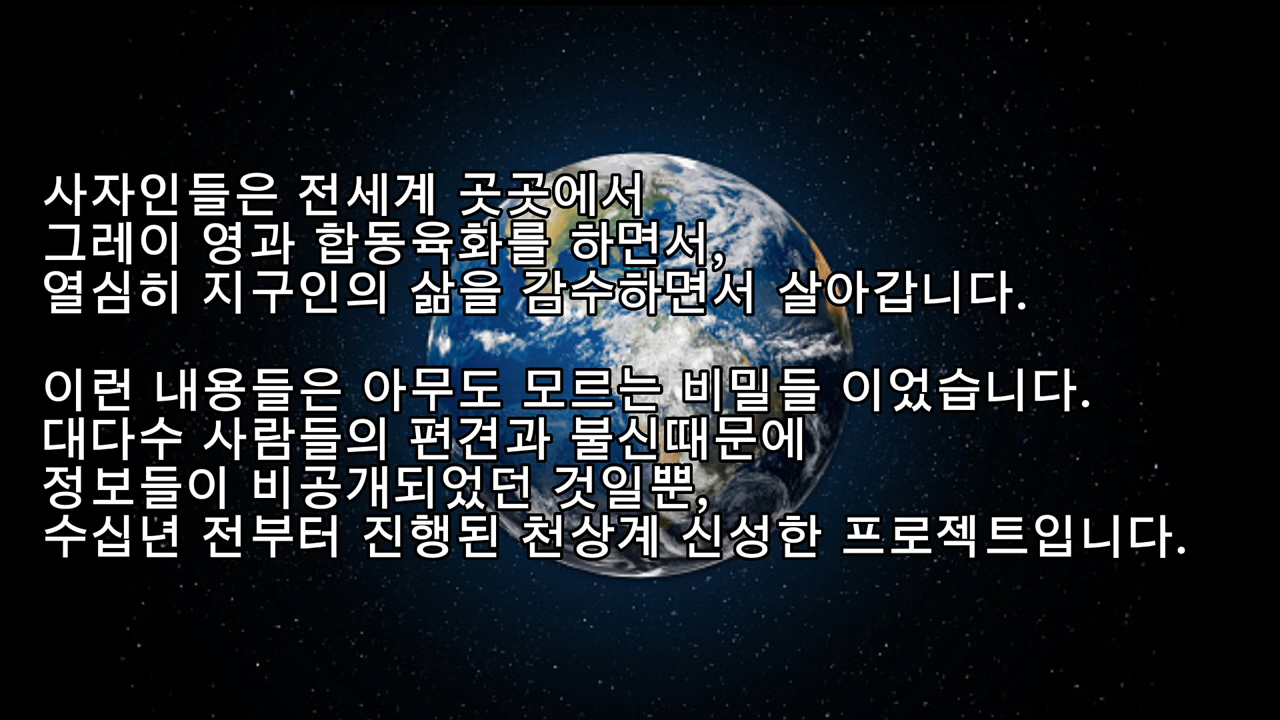 사자인들은 전세계 곳곳에서
그레이 영과 합동육화를 하면서,
열심히 지구인의 삶을 감수하면서 살아갑니다.
이런 내용들은 아무도 모르는 비밀들 이었습니다.
대다수 사람들의 편견과 불신때문에
정보들이 비공개되었던 것일뿐,
수십년 전부터 진행된 천상계 신성한 프로젝트입니다.